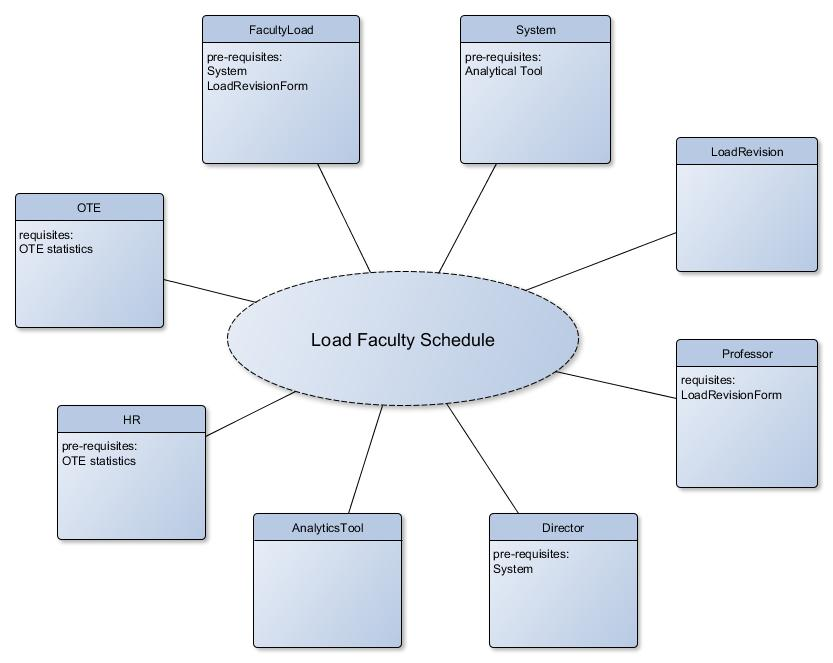 FacultyLoad
pre-requisites:
System
LoadRevisionForm
System
pre-requisites:
Analytical Tool
LoadRevision
OTE
requisites:
OTE statistics
Load Faculty Schedule
Professor
requisites:
LoadRevisionForm
HR
pre-requisites:
OTE statistics
AnalyticsTool
Director
pre-requisites:
System